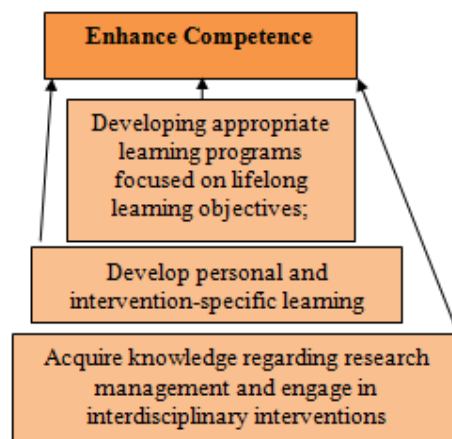 Enhance Competence
Developing appropriate
learning programs
focused on lifelong
learning objectives;
Develop personal and
intervention-specific learning
Acquire knowledge regarding research
management and engage in
interdisciplinary interventions